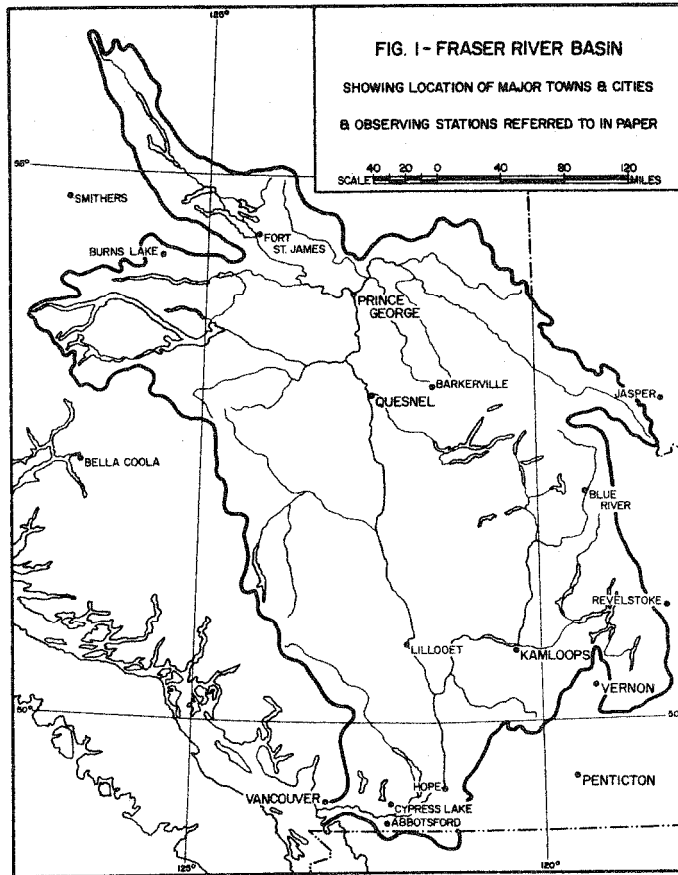 125°
FIG. 1 - FRASER RIVER BASIN
SHOWING LOCATION OF MAJOR TOWNS & CITIES
& OBSERVING STATIONS REFERRED TO IN PAPER
40 20 0 40 80 120
SCALE MILES
55°
SMITHERS
FORT
ST. JAMES
BURNS LAKE
PRINCE
GEORGE
BARKERVILLE
JASPER
QUESNEL
BELLA COOLA
BLUE
RIVER
REVELSTOKE
LILLOOET
KAMLOOPS
VERNON
50°
50
HOPE
PENTICTON
VANCOUVER
CYPRESS LAKE
ABBOTSFORD
125°
120°